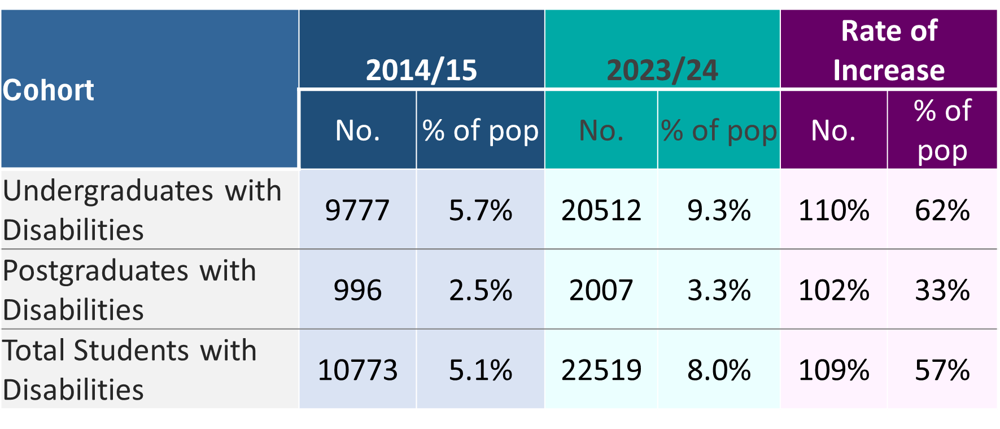 Cohort
2014/15
2023/24
Rate of
Increase
No.
% of pop
No.
% of pop
No.
% of
pop
Undergraduates with
Disabilities
9777
5.7%
20512
9.3%
110%
62%
Postgraduates with
Disabilities
996
2.5%
2007
3.3%
102%
33%
Total Students with
Disabilities
10773
5.1%
22519
8.0%
109%
57%